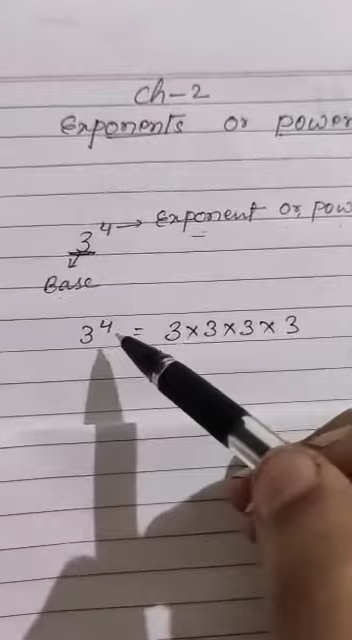 Ch-2
Exponents or power
3⁴ → Exponent or pow
Base
3⁴ = 3×3×3×3